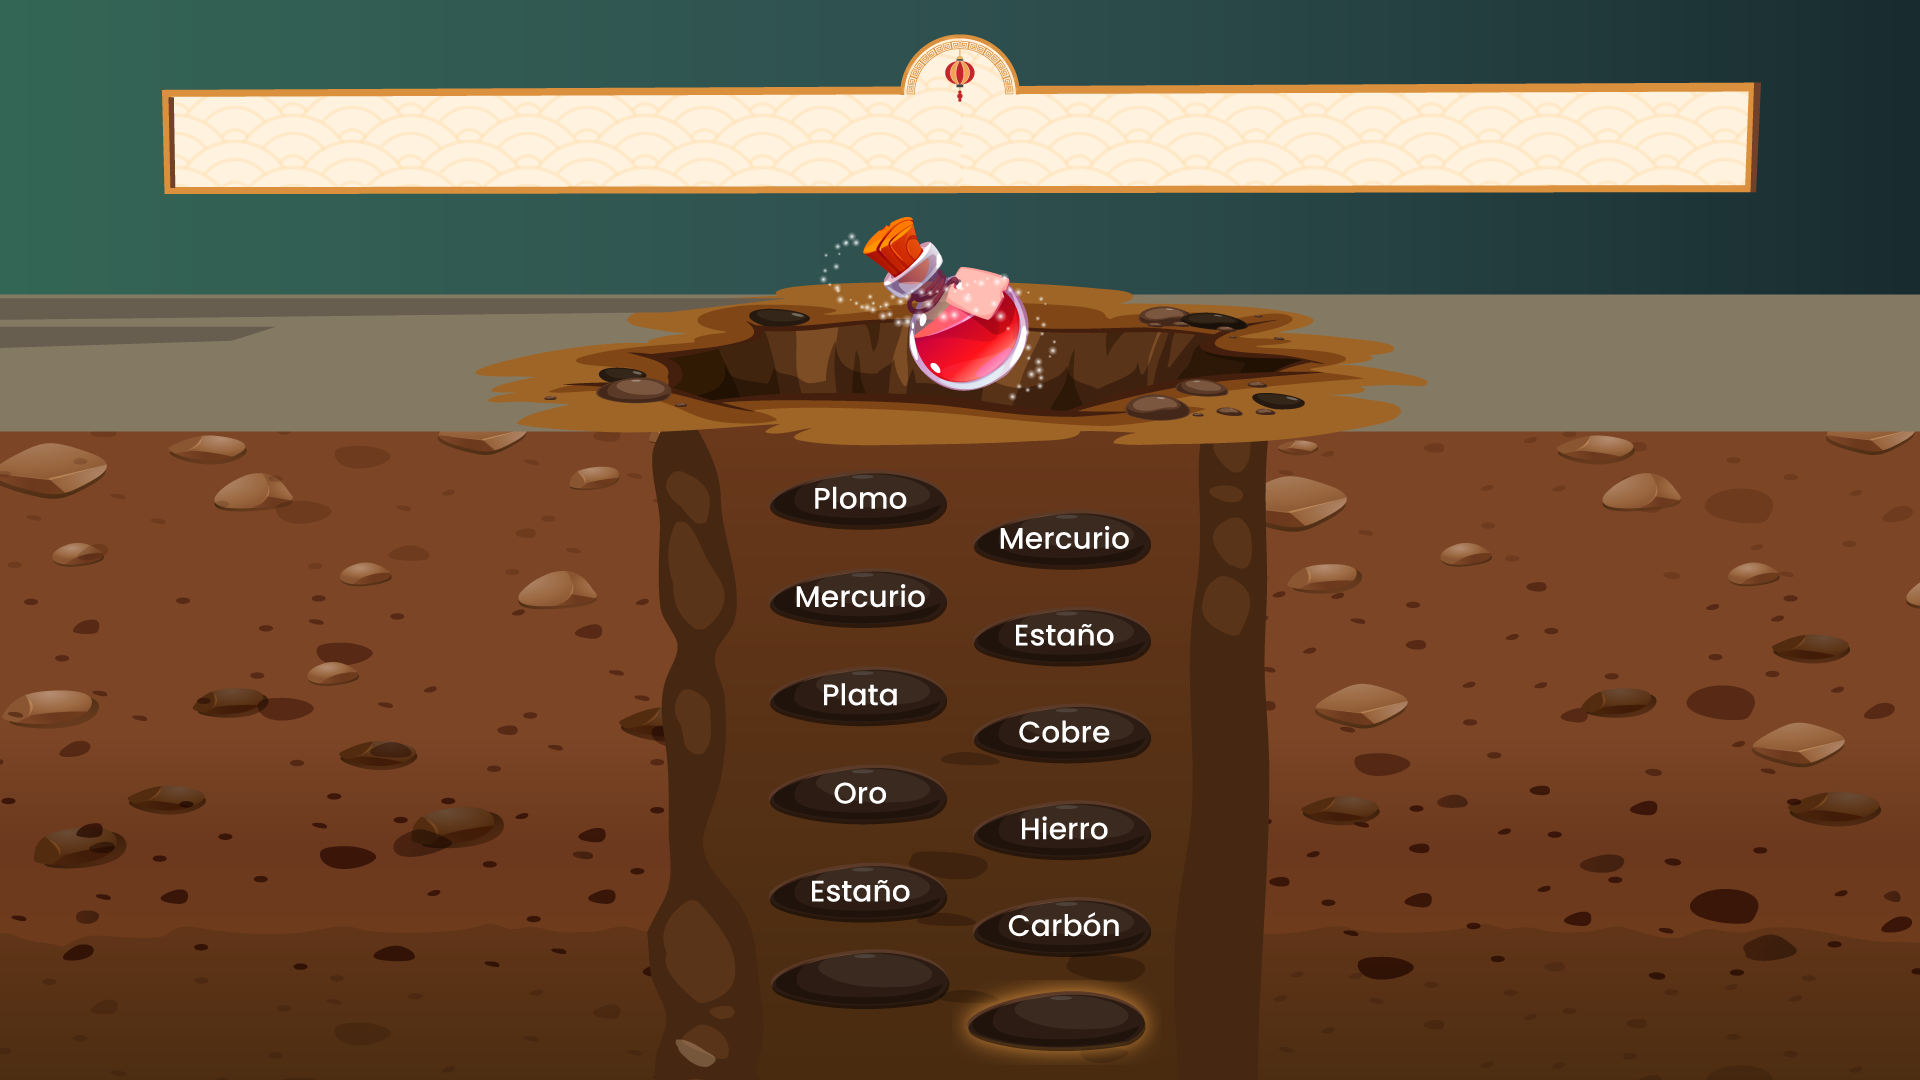 Plomo
Mercurio
Mercurio
Estaño
Plata
Cobre
Oro
Hierro
Estaño
Carbón